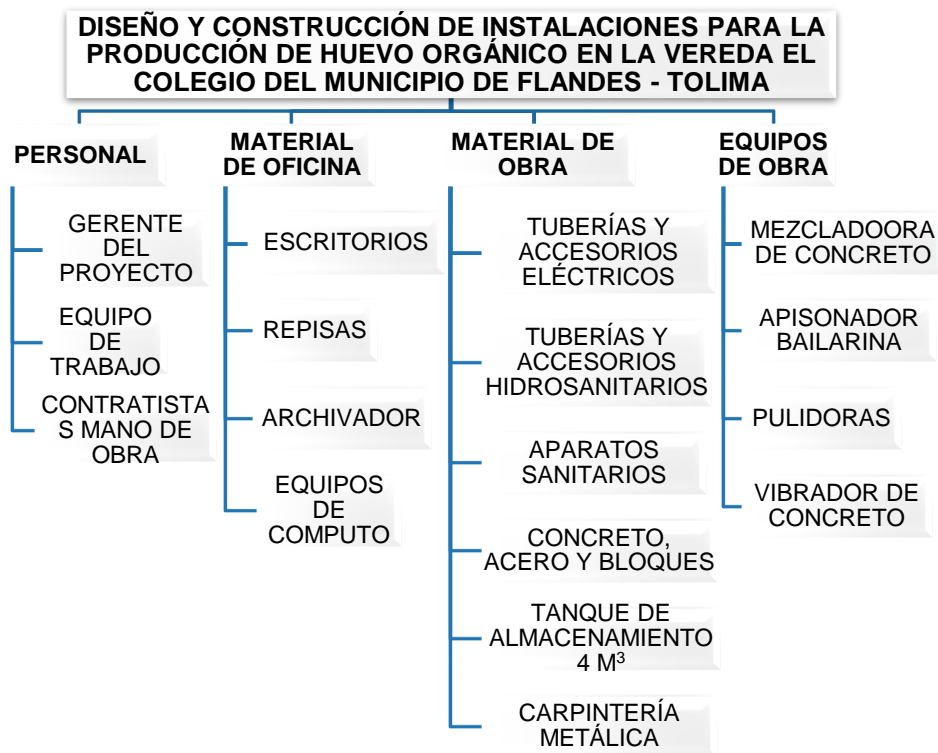 DISEÑO Y CONSTRUCCIÓN DE INSTALACIONES PARA LA
PRODUCCIÓN DE HUEVO ORGÁNICO EN LA VEREDA EL
COLEGIO DEL MUNICIPIO DE FLANDES - TOLIMA
PERSONAL
GERENTE
DEL
PROYECTO
EQUIPO
DE
TRABAJO
CONTRATISTA
S MANO DE
OBRA
MATERIAL
DE OFICINA
ESCRITORIOS
REPISAS
ARCHIVADOR
EQUIPOS
DE
COMPUTO
MATERIAL DE
OBRA
TUBERÍAS Y
ACCESORIOS
ELÉCTRICOS
TUBERÍAS Y
ACCESORIOS
HIDROSANITARIOS
APARATOS
SANITARIOS
CONCRETO,
ACERO Y BLOQUES
TANQUE DE
ALMACENAMIENTO
4 M³
CARPINTERÍA
METÁLICA
EQUIPOS
DE OBRA
MEZCLADOORA
DE CONCRETO
APISONADOR
BAILARINA
PULIDORAS
VIBRADOR DE
CONCRETO